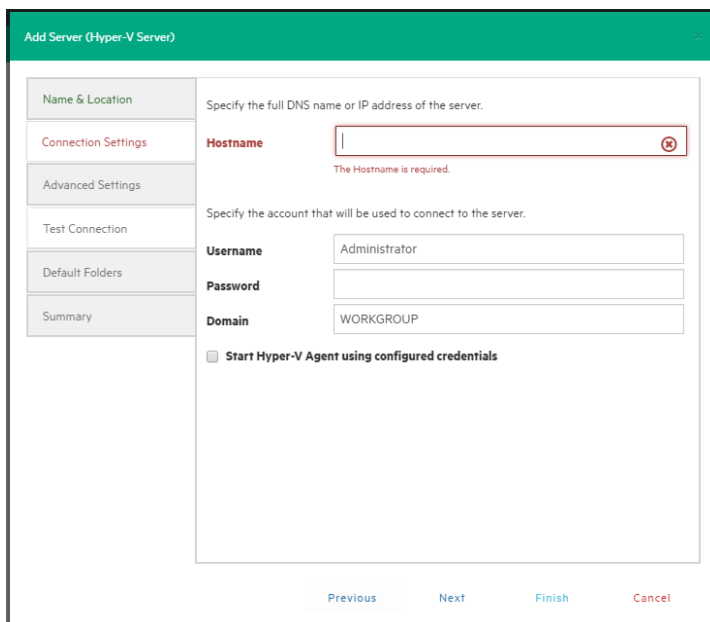 Add Server (Hyper-V Server)
Name & Location
Connection Settings
Advanced Settings
Test Connection
Default Folders
Summary
Specify the full DNS name or IP address of the server.
Hostname
The Hostname is required.
Specify the account that will be used to connect to the server.
Username Administrator
Password
Domain WORKGROUP
Start Hyper-V Agent using configured credentials
Previous Next Finish Cancel